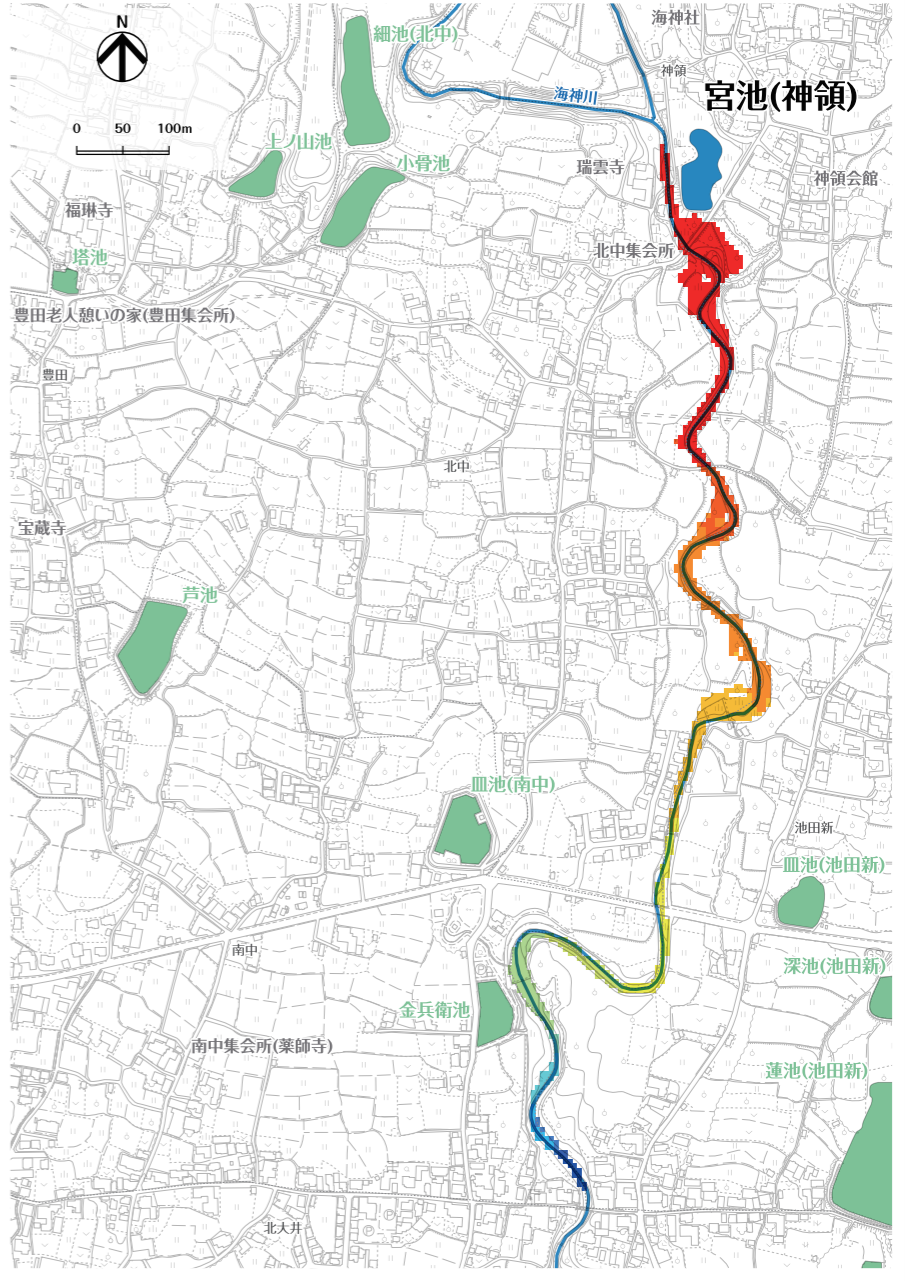 海神社
N
細池(北中)
神領
宮池(神領)
海神川
0 50 100m
上ノ山池
小骨池
瑞雲寺
神領会館
福琳寺
北中集会所
塔池
豊田老人憩いの家(豊田集会所)
豊田
北中
宝蔵寺
芦池
皿池(南中)
池田新
皿池(池田新)
南中
深池(池田新)
金兵衛池
南中集会所(薬師寺)
蓮池(池田新)
北大井